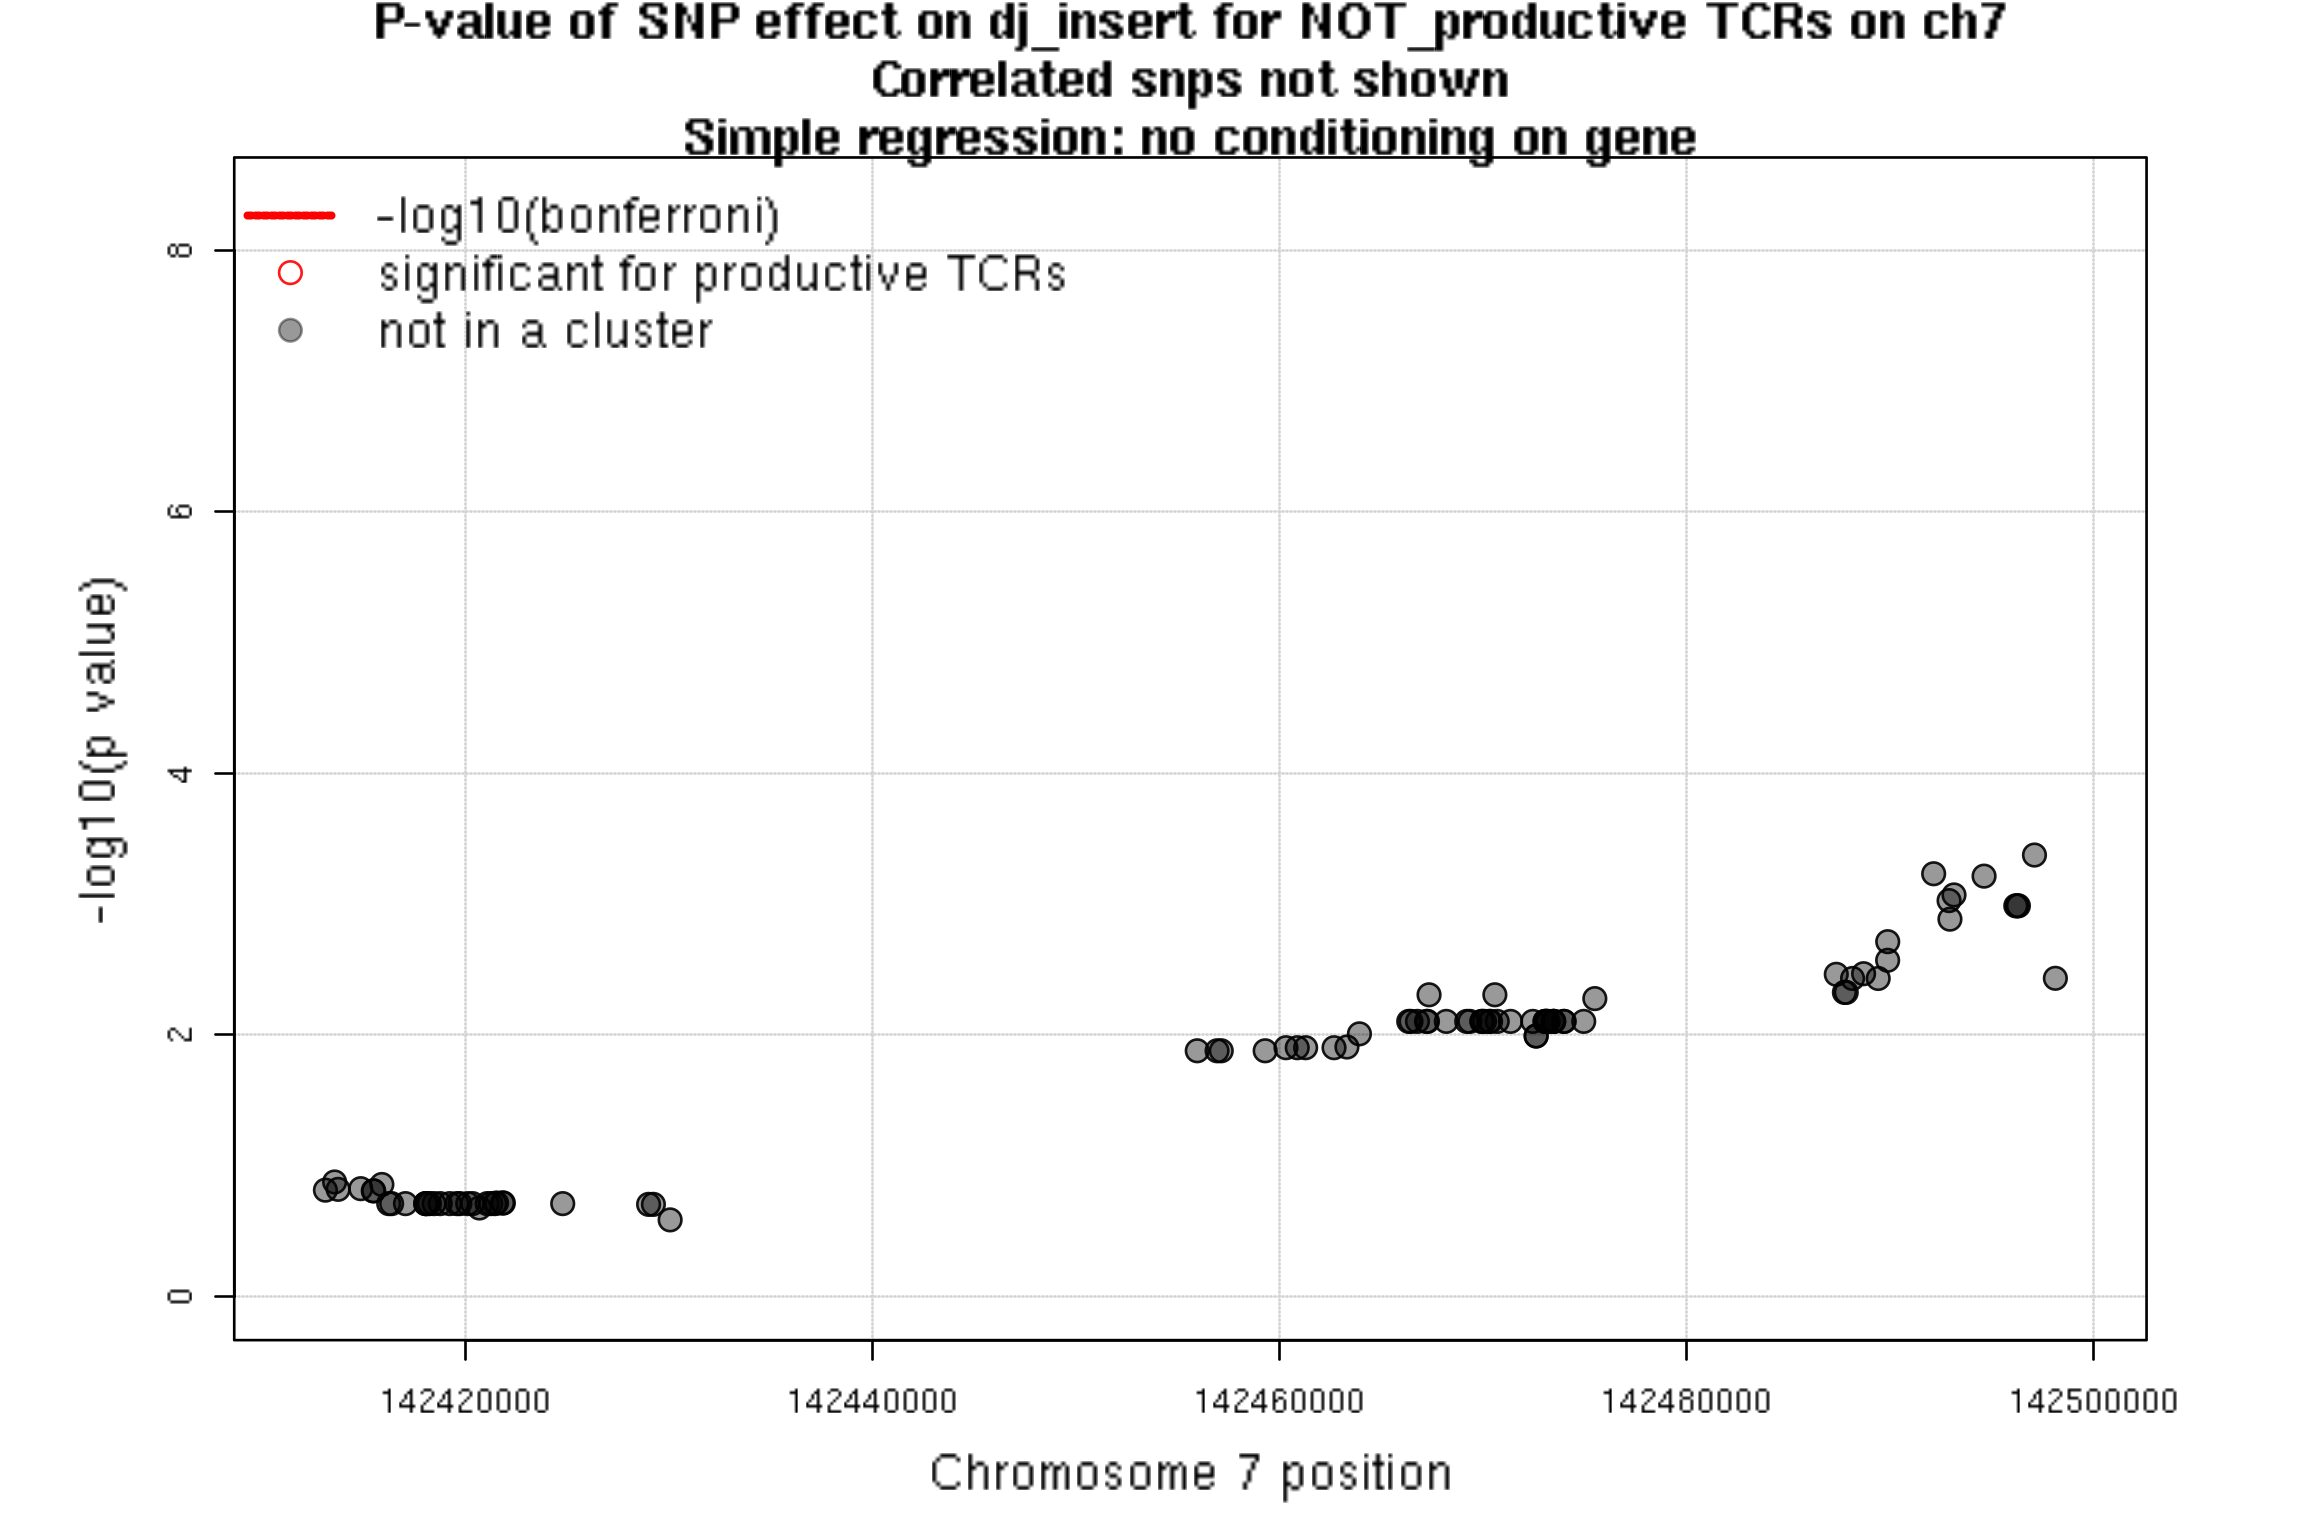 P-value of SNP effect on dj_insert for NOT_productive TCRs on ch7
Correlated snps not shown
Simple regression: no conditioning on gene
-log10(bonferroni)
significant for productive TCRs
not in a cluster
8
6
4
2
0
-log10(p value)
142420000 142440000 142460000 142480000 142500000
Chromosome 7 position